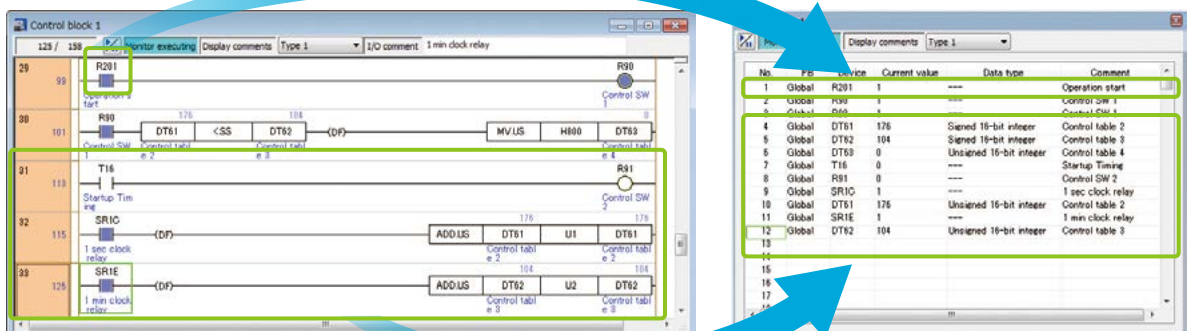 Control block 1
125 / 158 Monitor executing Display comments Type 1 I/O comment 1 min clock relay
29 R201 R90
99
Operation s Control SW
tart 1
30 R90 176 104 0
101 DT61 <SS DT62 (DF) MV.US H800 DT63
Control SW Control tabl Control tabl Control tabl
1 e 2 e 3 e 4
31 T16 R91
113
Startup Tim Control SW
ing 2
32 SR1C 176 176
115 (DF) ADD.US DT61 U1 DT61
1 sec clock Control tabl Control tabl
relay e 2 e 2
33 SR1E 104 104
126 (DF) ADD.US DT62 U2 DT62
1 min clock Control tabl Control tabl
relay e 3 e 3
Display comments Type 1
No. PB Device Current value Data type Comment
1 Global R201 1 --- Operation start
2 Global R90 1 --- Control SW 1
3 Global R90 1 --- Control SW 1
4 Global DT61 176 Signed 16-bit integer Control table 2
5 Global DT62 104 Signed 16-bit integer Control table 3
6 Global DT63 0 Unsigned 16-bit integer Control table 4
7 Global T16 0 --- Startup Timing
8 Global R91 0 --- Control SW 2
9 Global SR1C 1 --- 1 sec clock relay
10 Global DT61 176 Unsigned 16-bit integer Control table 2
11 Global SR1E 1 --- 1 min clock relay
12 Global DT62 104 Unsigned 16-bit integer Control table 3
13
14
15
16
17
18